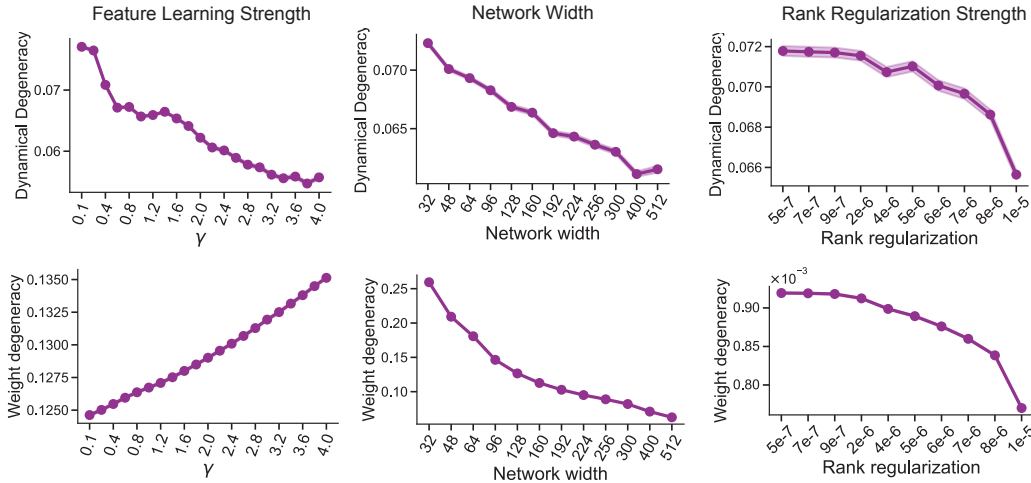 Feature Learning Strength
Network Width
Rank Regularization Strength
Dynamical Degeneracy
0.07
0.06
0.1
0.4
0.8
1.2
1.6
2.0
2.4
2.8
3.2
3.6
4.0
γ
Dynamical Degeneracy
0.070
0.065
32
48
64
96
128
160
192
224
256
300
400
512
Network width
Dynamical Degeneracy
0.072
0.070
0.068
0.066
5e-7
7e-7
9e-7
2e-6
4e-6
5e-6
6e-6
7e-6
8e-6
1e-5
Rank regularization
Weight degeneracy
0.1350
0.1325
0.1300
0.1275
0.1250
0.1
0.4
0.8
1.2
1.6
2.0
2.4
2.8
3.2
3.6
4.0
γ
Weight degeneracy
0.25
0.20
0.15
0.10
32
48
64
96
128
160
192
224
256
300
400
512
Network width
Weight degeneracy
×10⁻³
0.90
0.85
0.80
5e-7
7e-7
9e-7
2e-6
4e-6
5e-6
6e-6
7e-6
8e-6
1e-5
Rank regularization